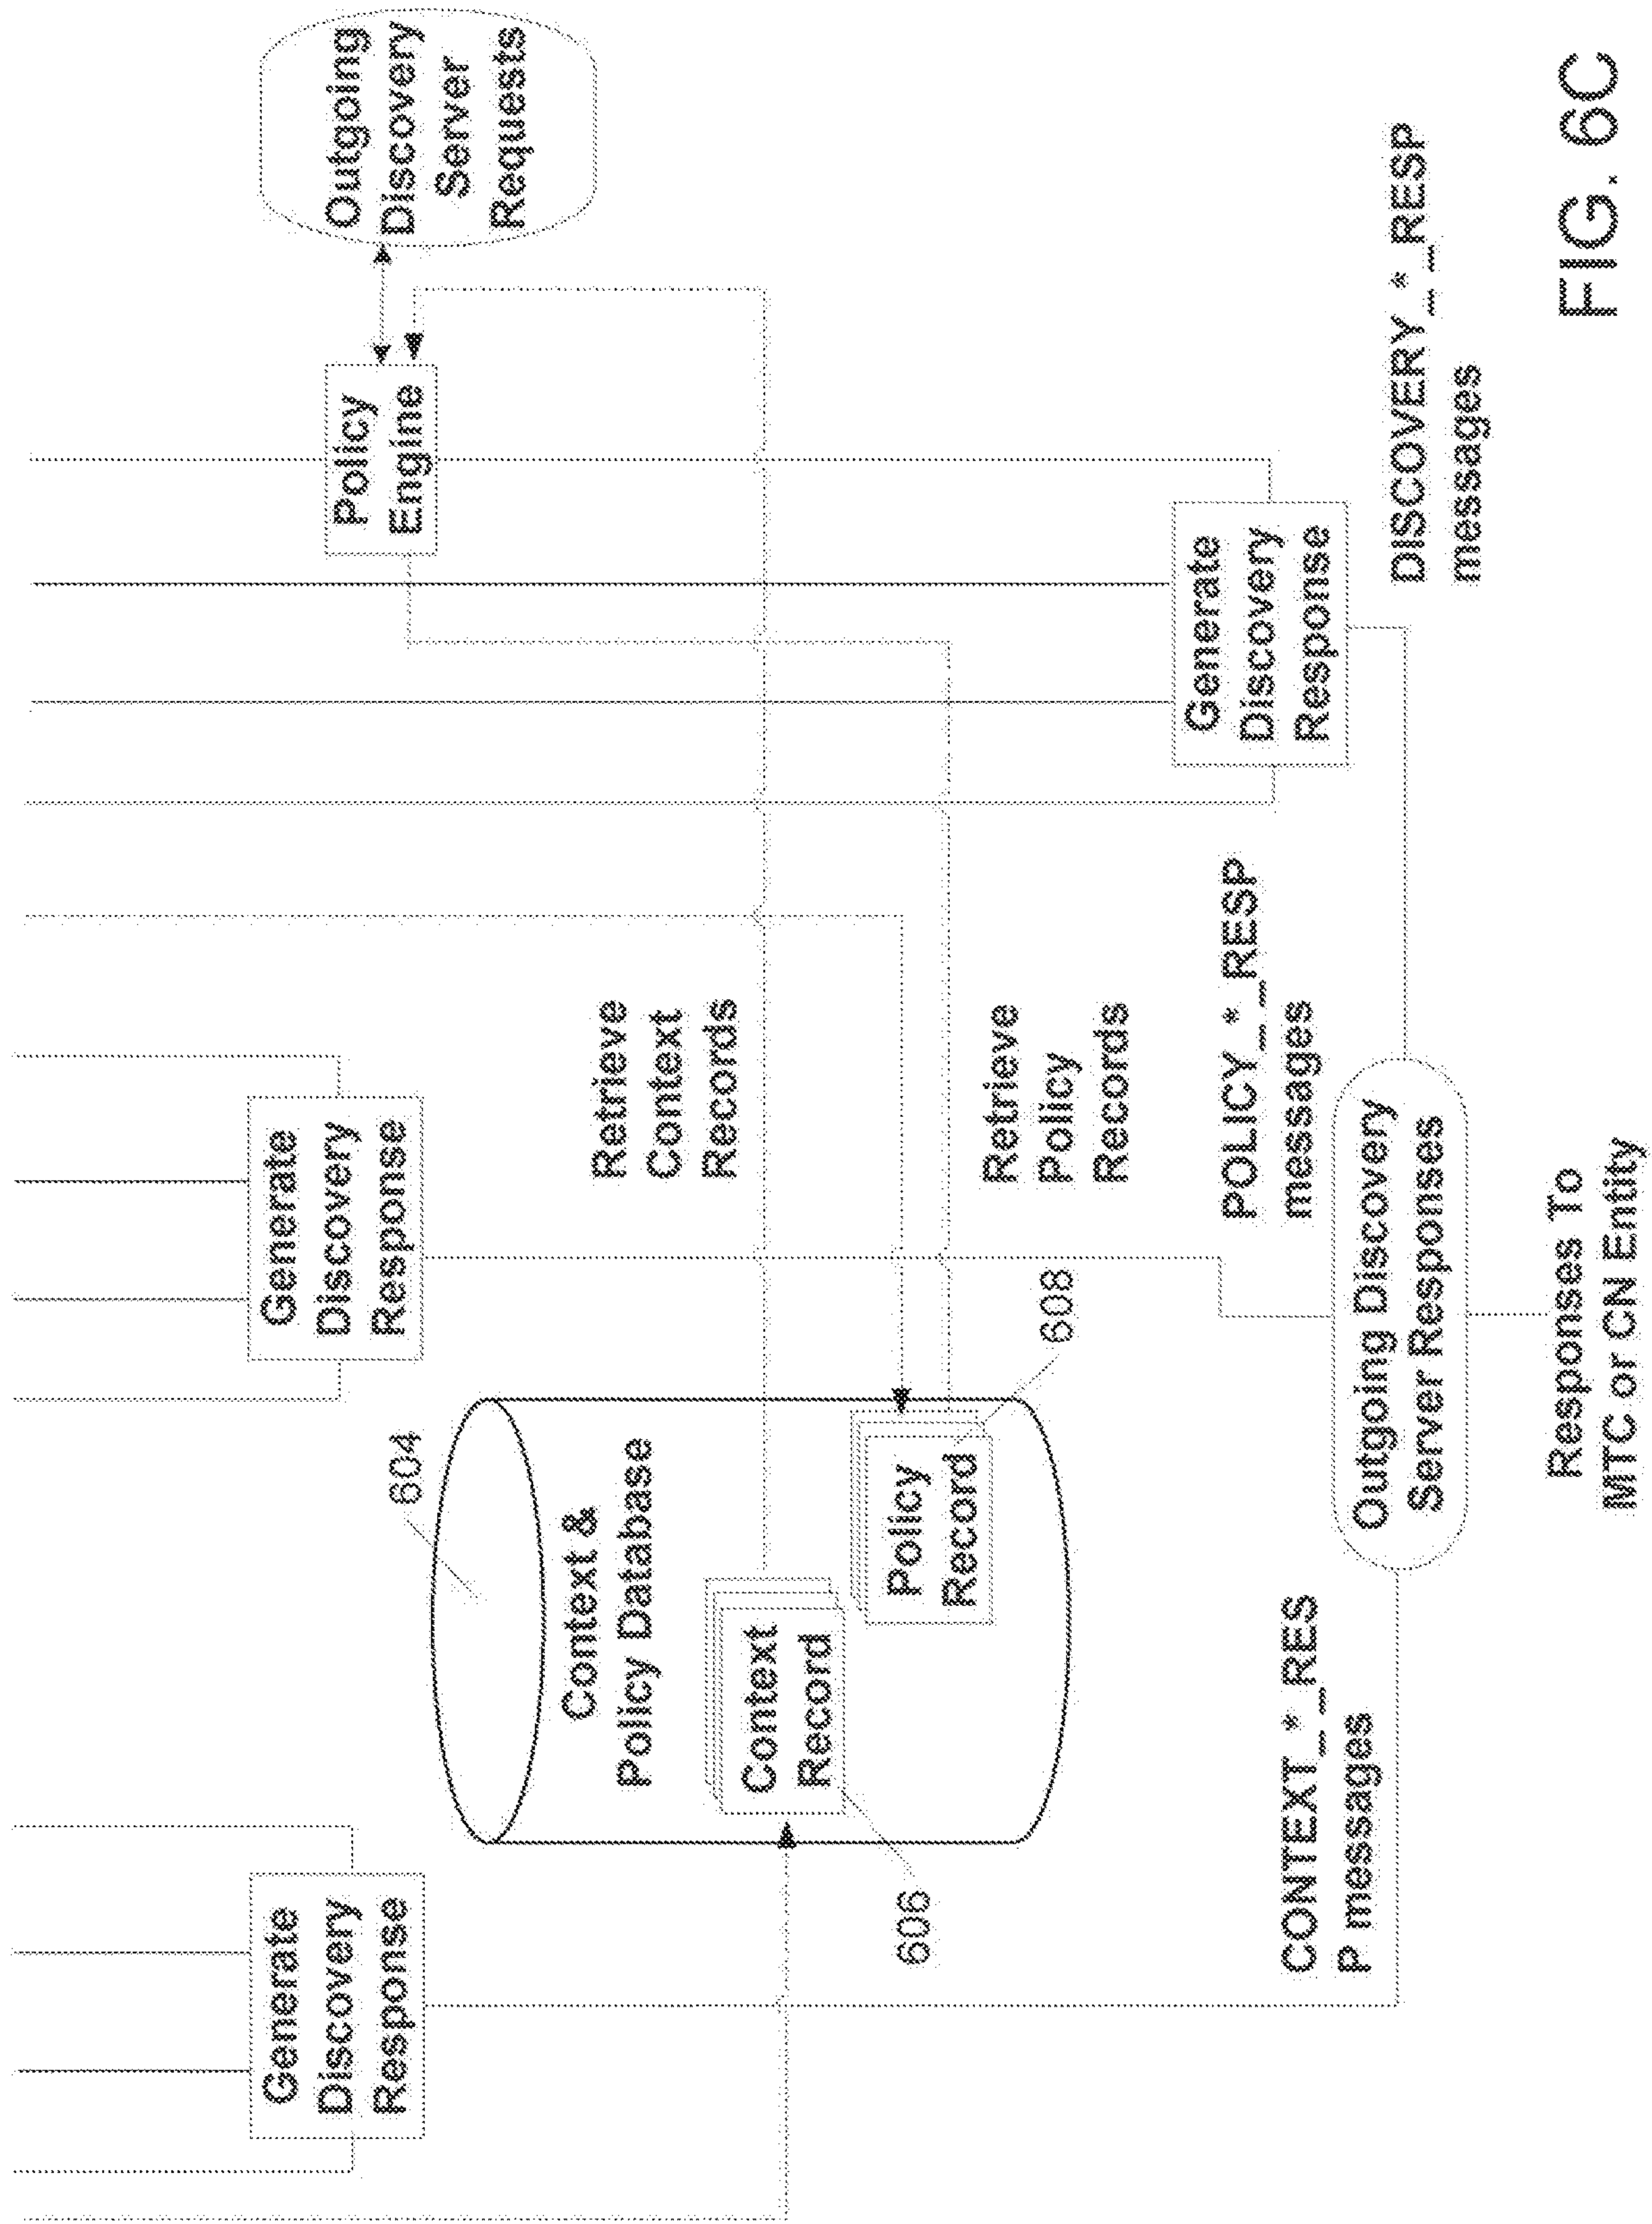 Generate
Discovery
Response
604
Context &
Policy Database
Context
Record
606
Policy
Record
608
Generate
Discovery
Response
Retrieve
Context
Records
Retrieve
Policy
Records
Policy
Engine
Outgoing
Discovery
Server
Requests
Generate
Discovery
Response
CONTEXT_*_RES
P messages
POLICY_*_RESP
messages
DISCOVERY_*_RESP
messages
Outgoing Discovery
Server Responses
Responses To
MTC or CN Entity
FIG. 6C